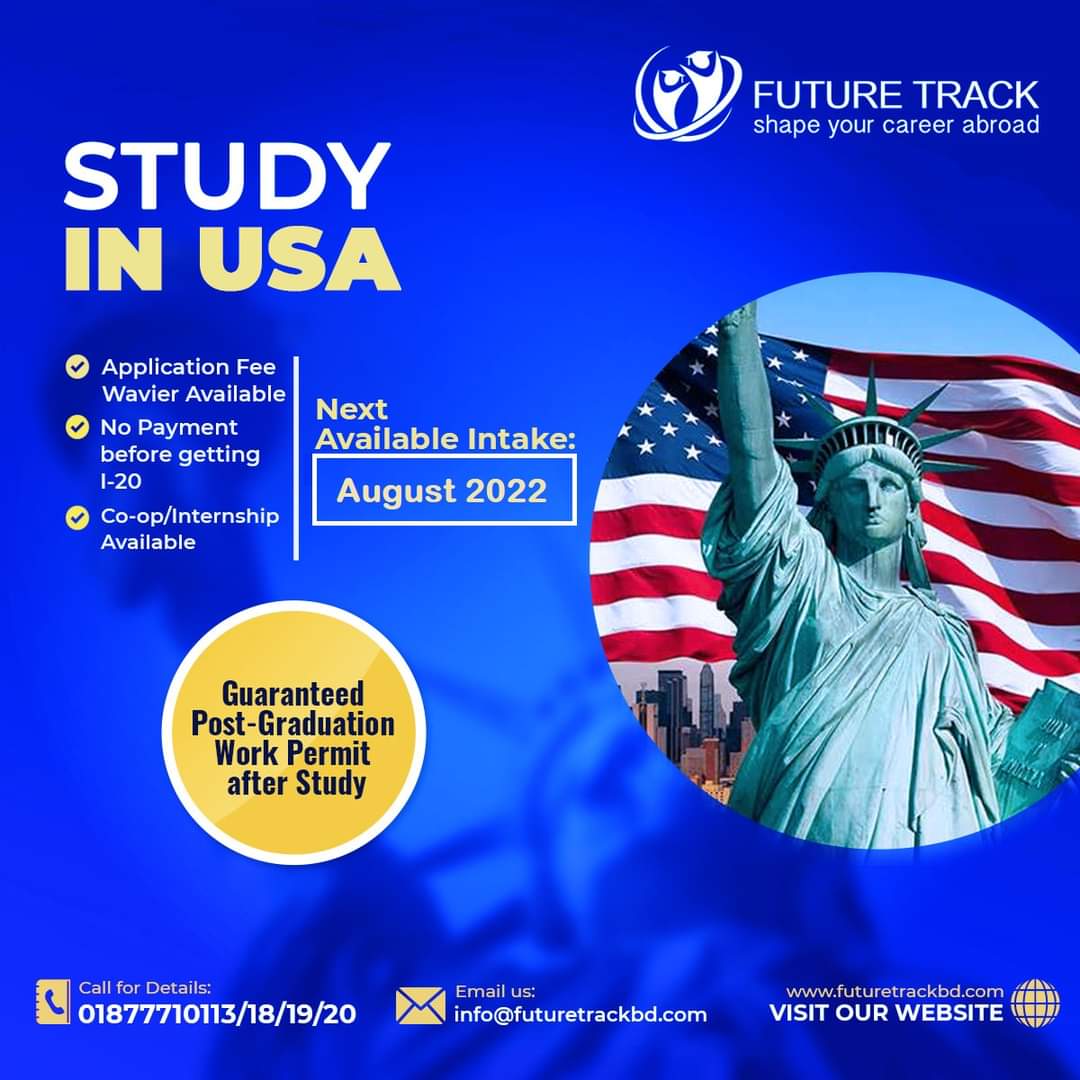 FUTURE TRACK
shape your career abroad
STUDY
IN USA
Application Fee
Wavier Available
No Payment
before getting
I-20
Co-op/Internship
Available
Next
Available Intake:
August 2022
Guaranteed
Post-Graduation
Work Permit
after Study
Call for Details:
01877710113/18/19/20
Email us:
info@futuretrackbd.com
www.futuretrackbd.com
VISIT OUR WEBSITE